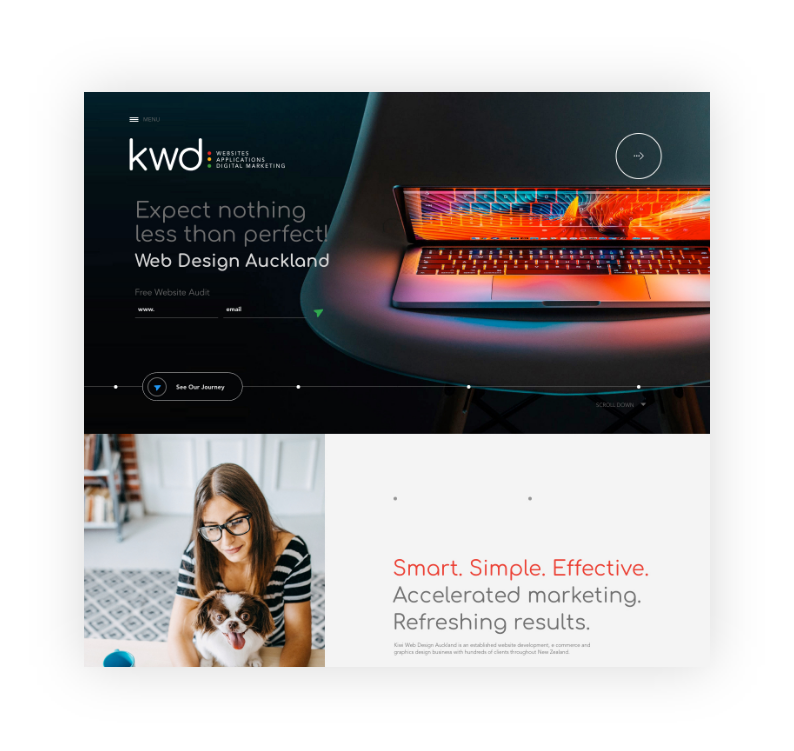 MENU
kwd
WEBSITES
APPLICATIONS
DIGITAL MARKETING
Expect nothing
less than perfect!
Web Design Auckland
Free Website Audit
www. email
See Our Journey
SCROLL DOWN
Smart. Simple. Effective.
Accelerated marketing.
Refreshing results.
Kiwi Web Design Auckland is an established website development, e commerce and
graphics design business with hundreds of clients throughout New Zealand.